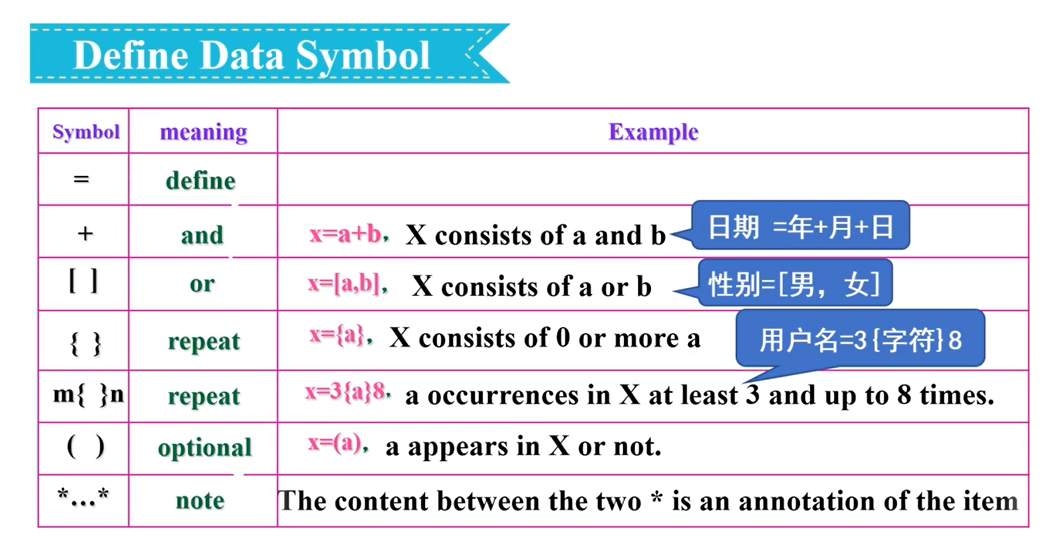 Define Data Symbol
Symbol meaning Example
= define
+ and x=a+b, X consists of a and b 日期 =年+月+日
[ ] or x=[a,b], X consists of a or b 性别=[男，女]
{ } repeat x={a}, X consists of 0 or more a 用户名=3{字符}8
m{ }n repeat x=3{a}8, a occurrences in X at least 3 and up to 8 times.
( ) optional x=(a), a appears in X or not.
*…* note The content between the two * is an annotation of the item